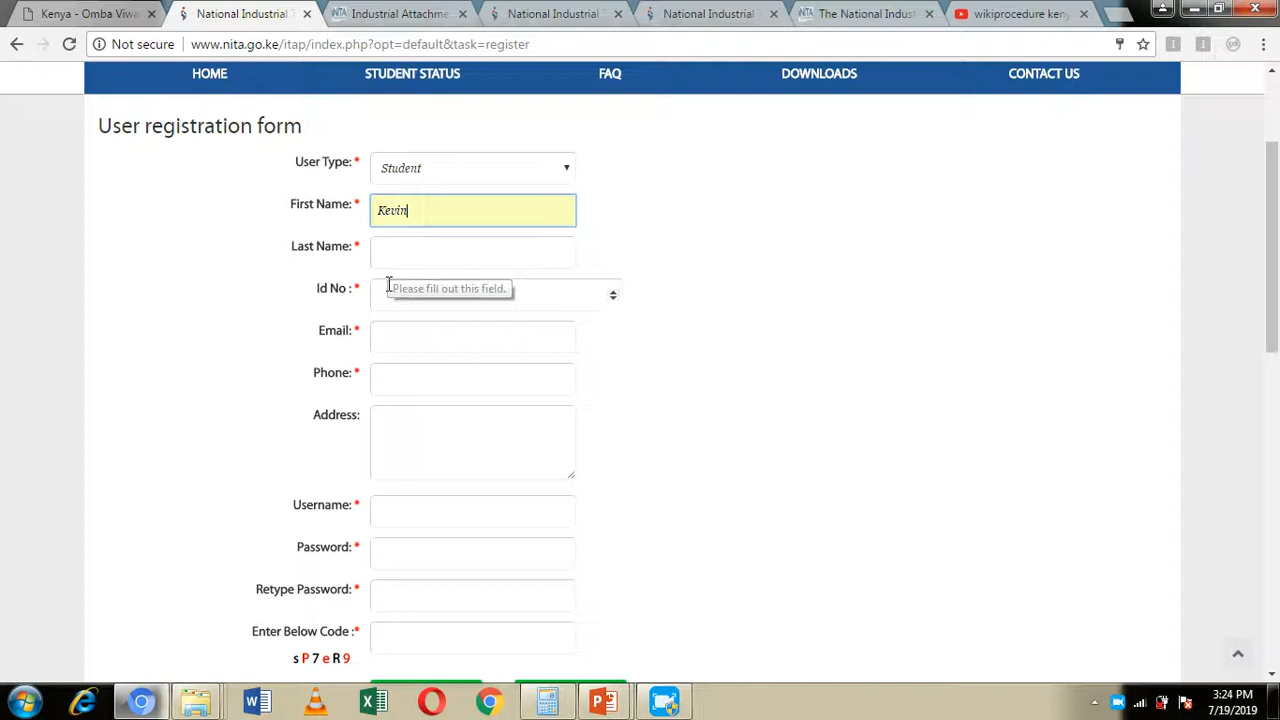 Kenya - Omba Viwa
National Industrial
Industrial Attachme
National Industrial
National Industrial
The National Indust
wikiprocedure ken
Not secure
www.nita.go.ke/itap/index.php?opt=default&task=register
HOME
STUDENT STATUS
FAQ
DOWNLOADS
CONTACT US
User registration form
User Type: *
Student
First Name: *
Kevin
Last Name: *
Id No : *
Please fill out this field.
Email: *
Phone: *
Address:
Username: *
Password: *
Retype Password: *
Enter Below Code :*
s P 7 e R 9
3:24 PM
7/19/2019